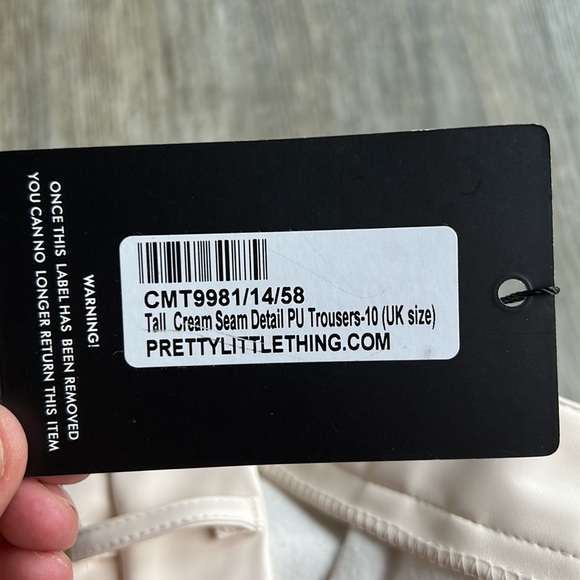 WARNING!
ONCE THIS LABEL HAS BEEN REMOVED
YOU CAN NO LONGER RETURN THIS ITEM
CMT9981/14/58
Tall Cream Seam Detail PU Trousers-10 (UK size)
PRETTYLITTLETHING.COM